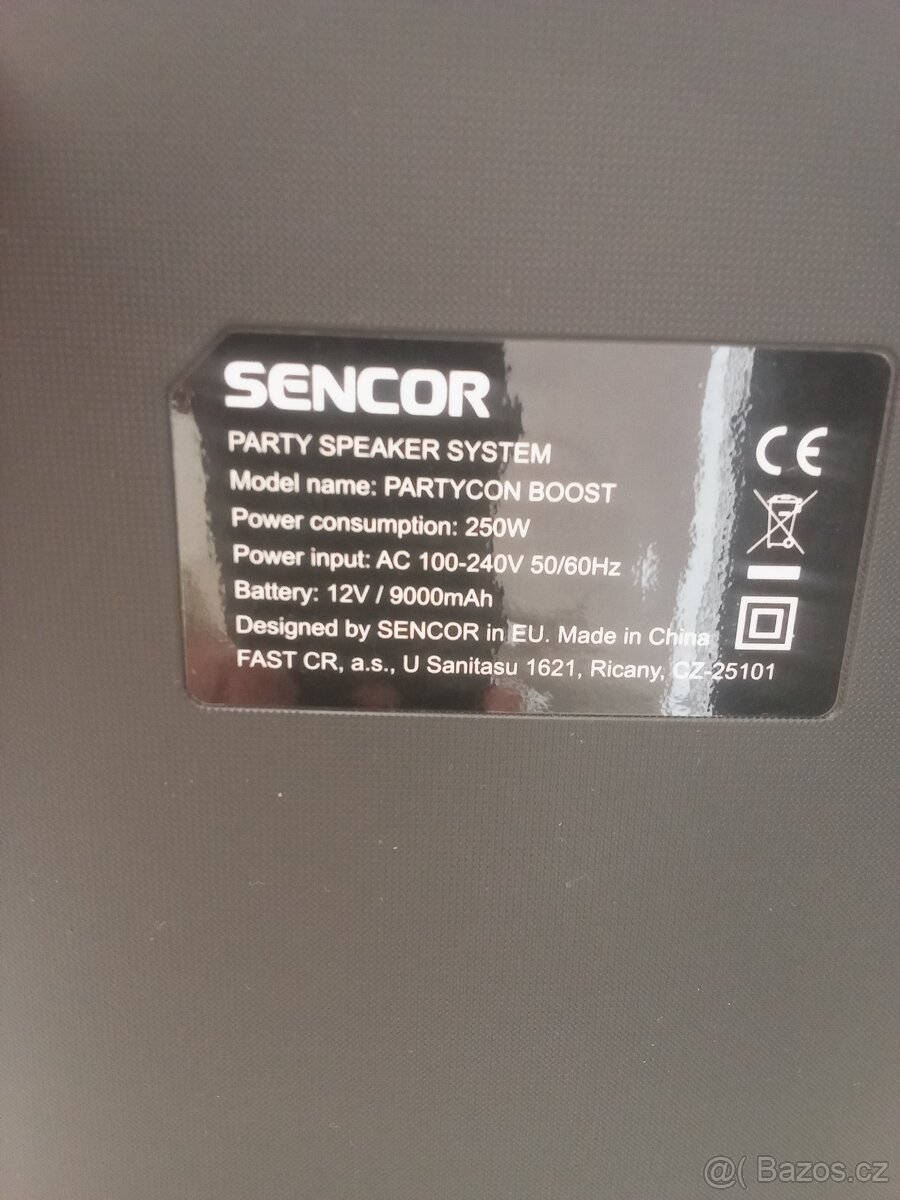 SENCOR
PARTY SPEAKER SYSTEM
Model name: PARTYCON BOOST
Power consumption: 250W
Power input: AC 100-240V 50/60Hz
Battery: 12V / 9000mAh
Designed by SENCOR in EU. Made in China
FAST CR, a.s., U Sanitasu 1621, Ricany, CZ-25101
CE
@( Bazos.cz